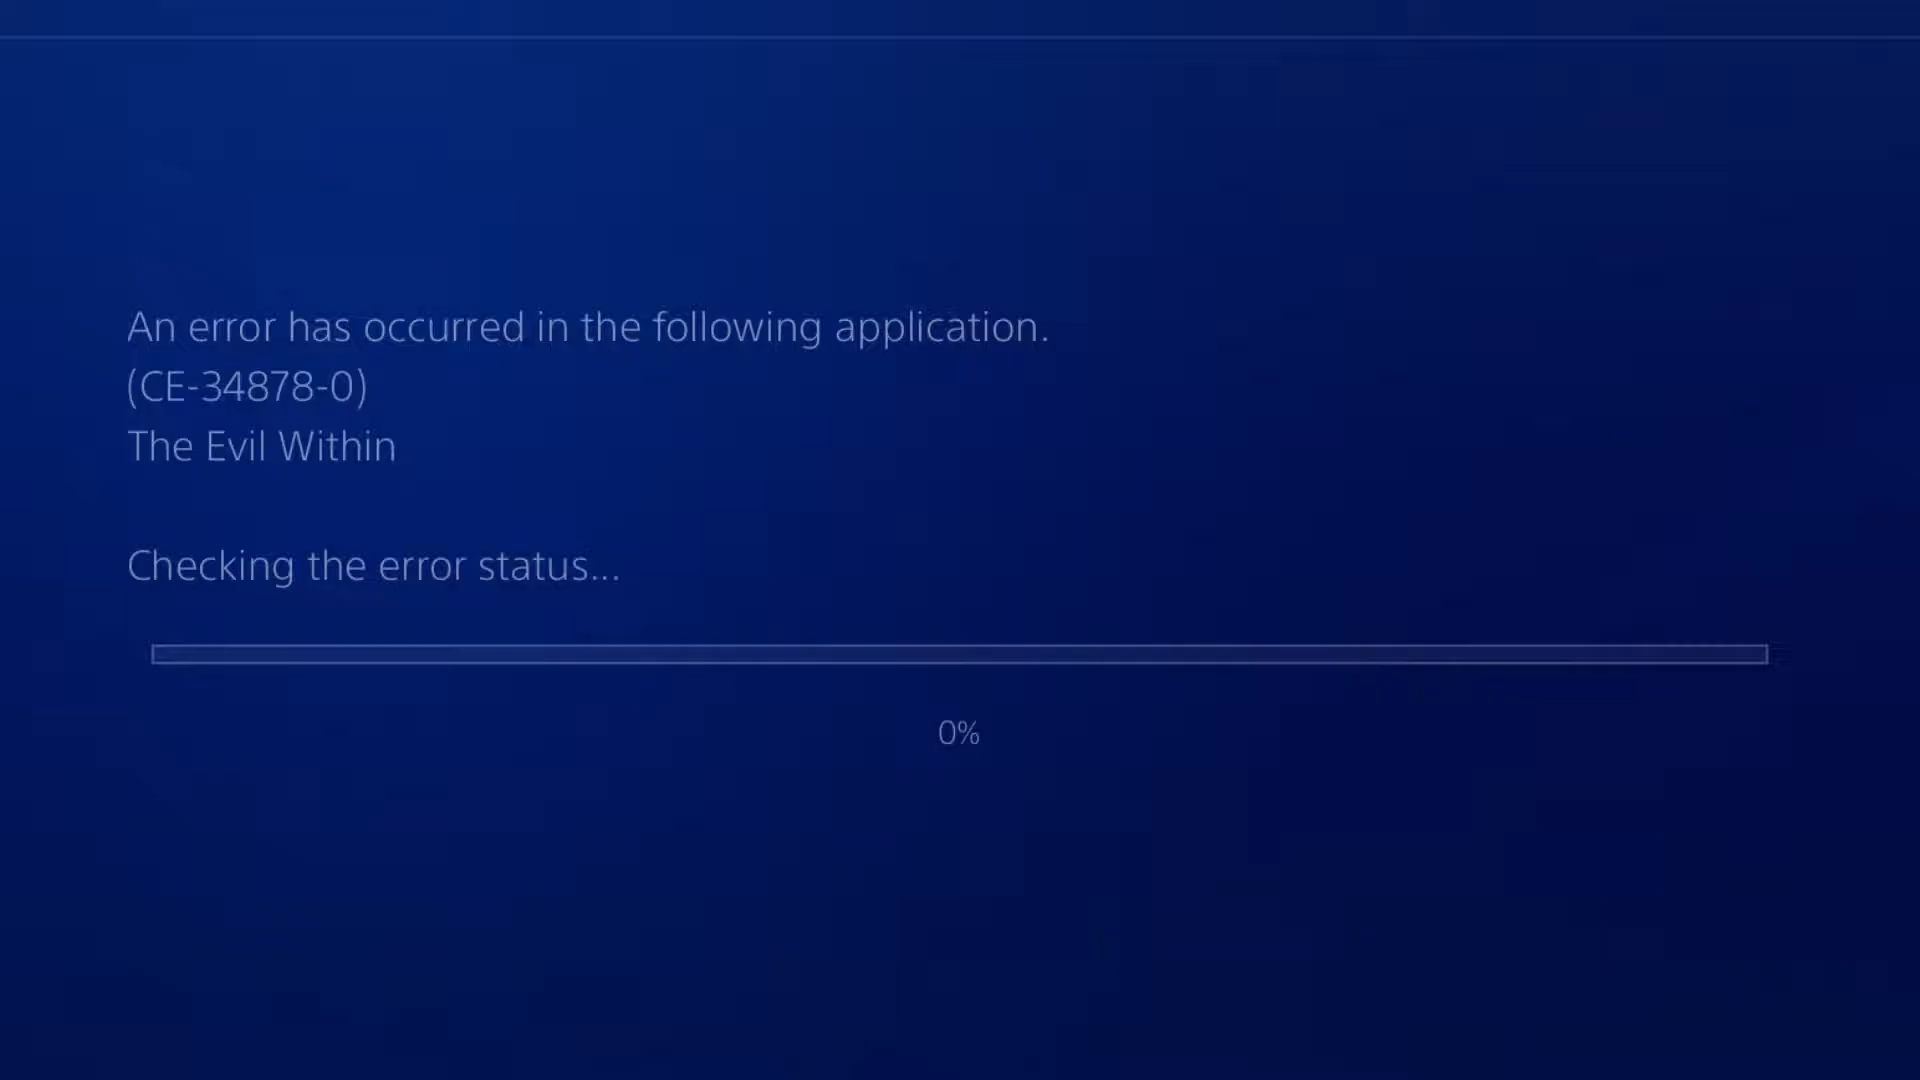 An error has occurred in the following application.
(CE-34878-0)
The Evil Within
Checking the error status...
0%